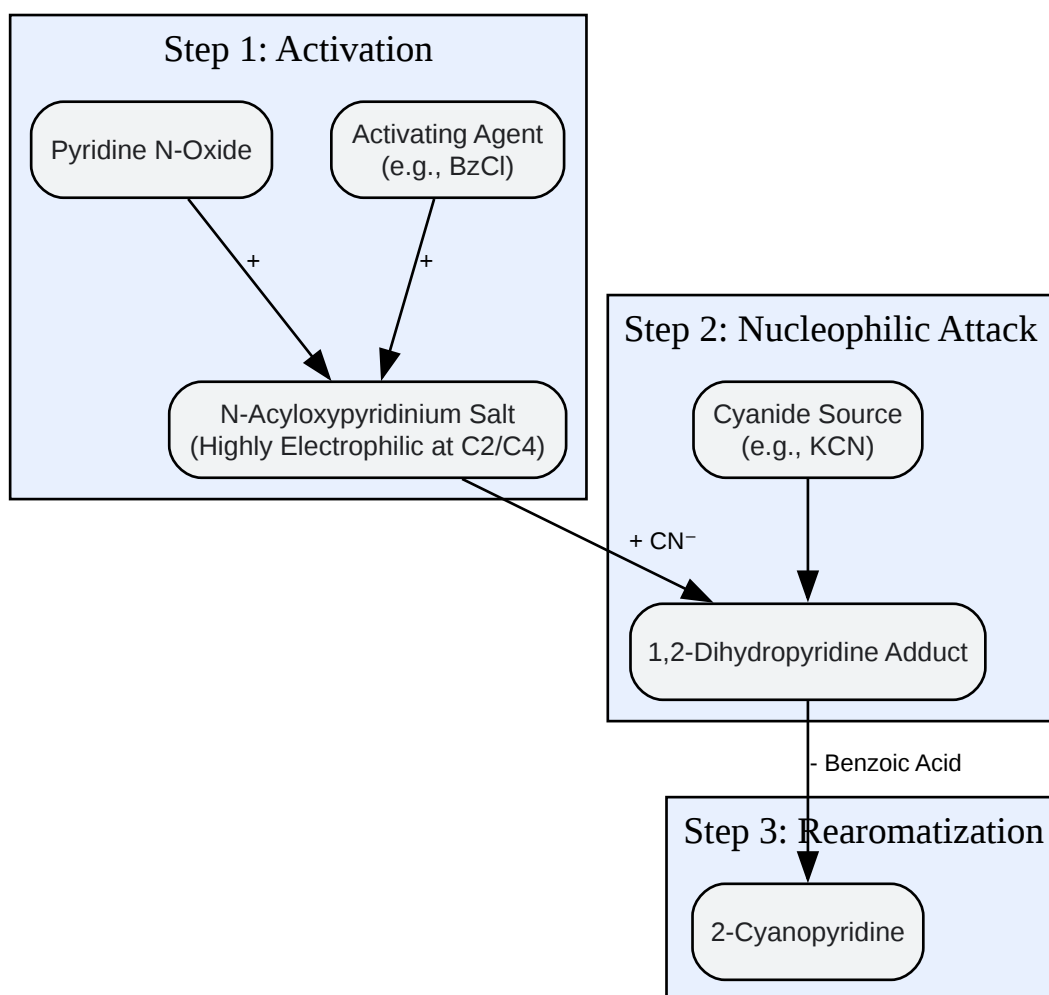 Step 1: Activation
Pyridine N-Oxide
Activating Agent
(e.g., BzCl)
+
+
N-Acyloxypyridinium Salt
(Highly Electrophilic at C2/C4)
Step 2: Nucleophilic Attack
Cyanide Source
(e.g., KCN)
+ CN⁻
1,2-Dihydropyridine Adduct
- Benzoic Acid
Step 3: Rearomatization
2-Cyanopyridine